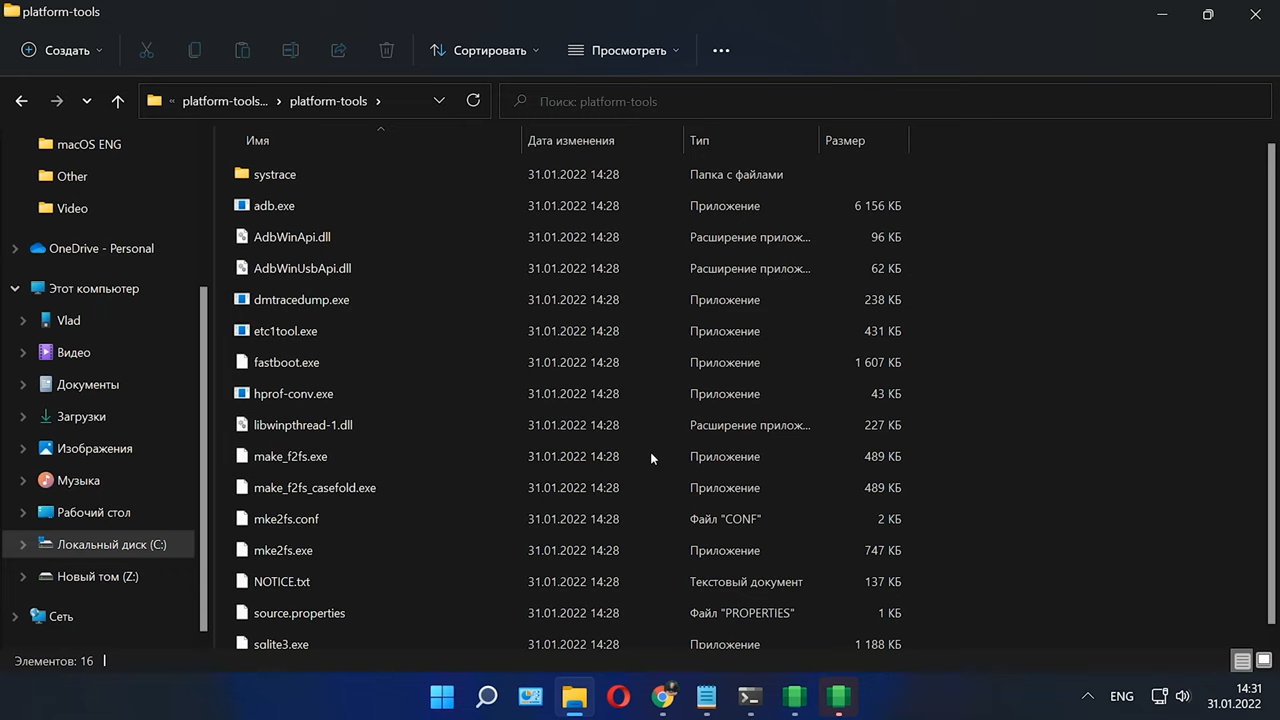 platform-tools
Создать
Сортировать
Просмотреть
« platform-tools... › platform-tools ›
Поиск: platform-tools
macOS ENG
Other
Video
OneDrive - Personal
Этот компьютер
Vlad
Видео
Документы
Загрузки
Изображения
Музыка
Рабочий стол
Локальный диск (C:)
Новый том (Z:)
Сеть
Имя Дата изменения Тип Размер
systrace 31.01.2022 14:28 Папка с файлами
adb.exe 31.01.2022 14:28 Приложение 6 156 КБ
AdbWinApi.dll 31.01.2022 14:28 Расширение прилож... 96 КБ
AdbWinUsbApi.dll 31.01.2022 14:28 Расширение прилож... 62 КБ
dmtracedump.exe 31.01.2022 14:28 Приложение 238 КБ
etc1tool.exe 31.01.2022 14:28 Приложение 431 КБ
fastboot.exe 31.01.2022 14:28 Приложение 1 607 КБ
hprof-conv.exe 31.01.2022 14:28 Приложение 43 КБ
libwinpthread-1.dll 31.01.2022 14:28 Расширение прилож... 227 КБ
make_f2fs.exe 31.01.2022 14:28 Приложение 489 КБ
make_f2fs_casefold.exe 31.01.2022 14:28 Приложение 489 КБ
mke2fs.conf 31.01.2022 14:28 Файл "CONF" 2 КБ
mke2fs.exe 31.01.2022 14:28 Приложение 747 КБ
NOTICE.txt 31.01.2022 14:28 Текстовый документ 137 КБ
source.properties 31.01.2022 14:28 Файл "PROPERTIES" 1 КБ
sqlite3.exe 31.01.2022 14:28 Приложение 1 188 КБ
Элементов: 16
ENG
14:31
31.01.2022